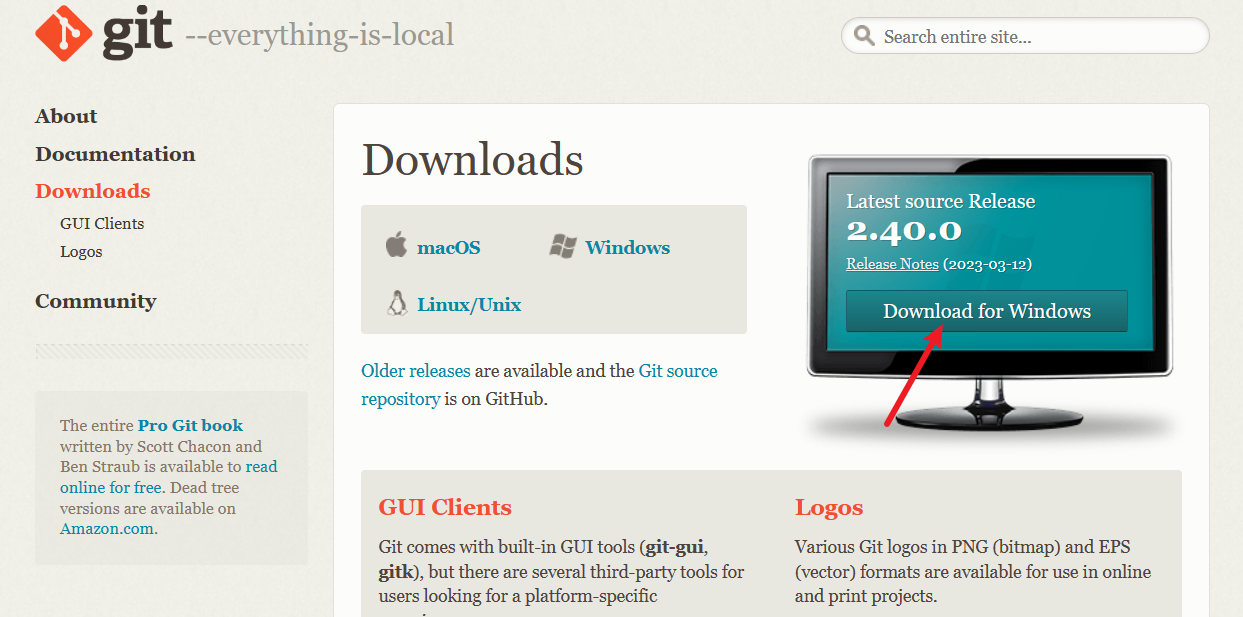 git --everything-is-local
Search entire site...
About
Documentation
Downloads
GUI Clients
Logos
Community
The entire Pro Git book
written by Scott Chacon and
Ben Straub is available to read
online for free. Dead tree
versions are available on
Amazon.com.
Downloads
macOS
Windows
Linux/Unix
Older releases are available and the Git source
repository is on GitHub.
Latest source Release
2.40.0
Release Notes (2023-03-12)
Download for Windows
GUI Clients
Git comes with built-in GUI tools (git-gui,
gitk), but there are several third-party tools for
users looking for a platform-specific
Logos
Various Git logos in PNG (bitmap) and EPS
(vector) formats are available for use in online
and print projects.